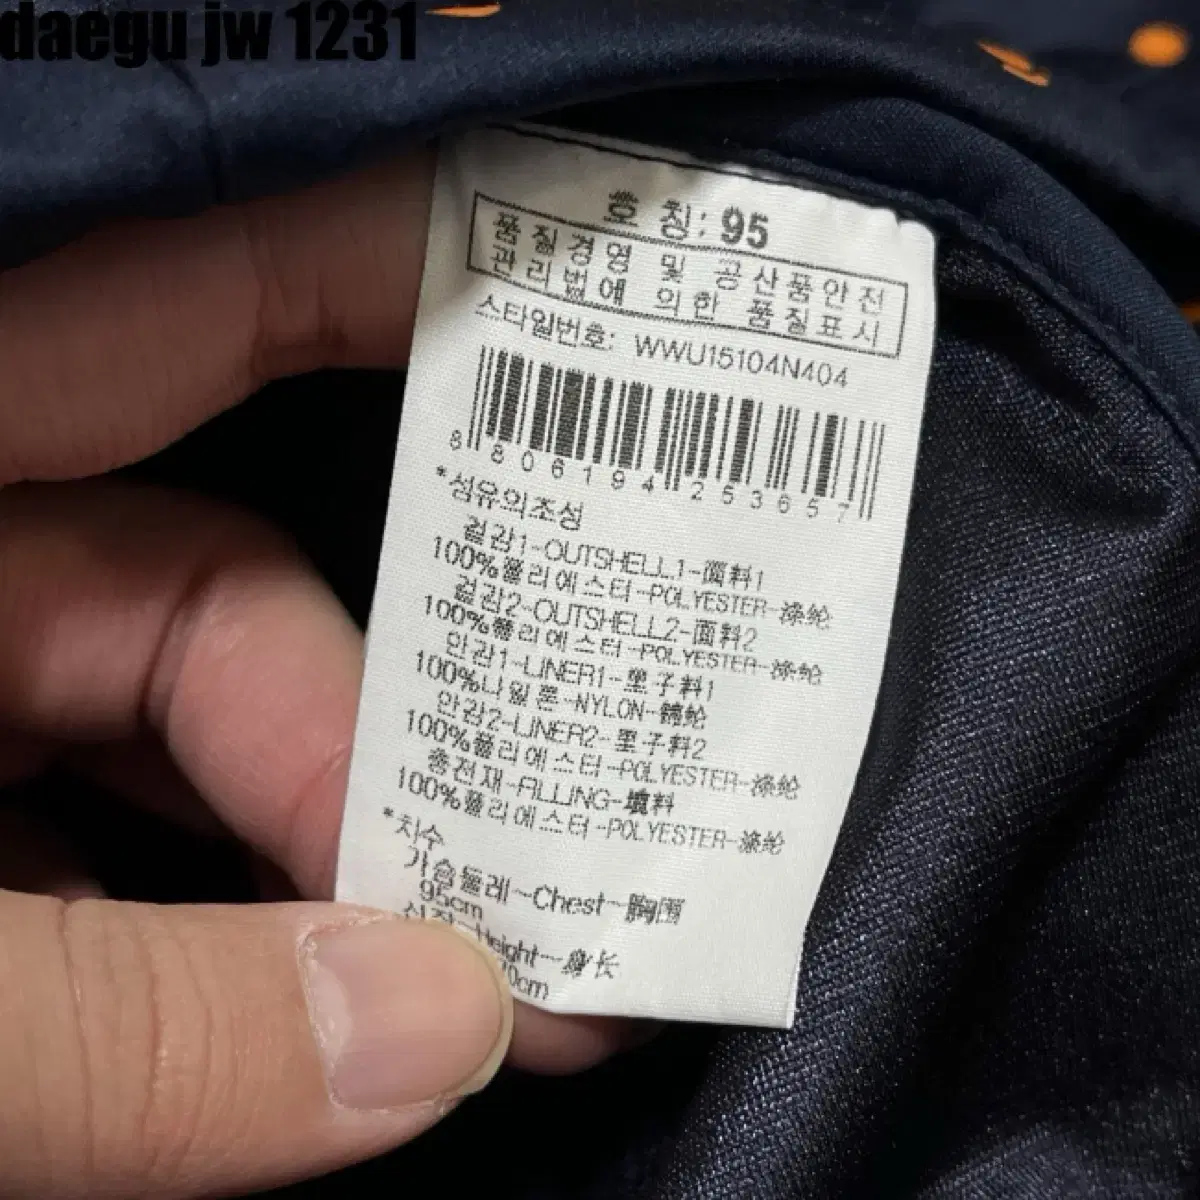 daegu jw 1231
호 칭: 95
품질경영 및 공산품안전
관리법에 의한 품질표시
스타일번호: WWU15104N404
8 806194 253657
*섬유의조성
겉감1-OUTSHELL1-面料1
100%폴리에스터-POLYESTER-涤纶
겉감2-OUTSHELL2-面料2
100%폴리에스터-POLYESTER-涤纶
안감1-LINER1-里子料1
100%나일론-NYLON-锦纶
안감2-LINER2-里子料2
100%폴리에스터-POLYESTER-涤纶
충전재-FILLING-填料
100%폴리에스터-POLYESTER-涤纶
*치수
가슴둘레-Chest-胸围
95cm
신장-Height-身长
0cm)